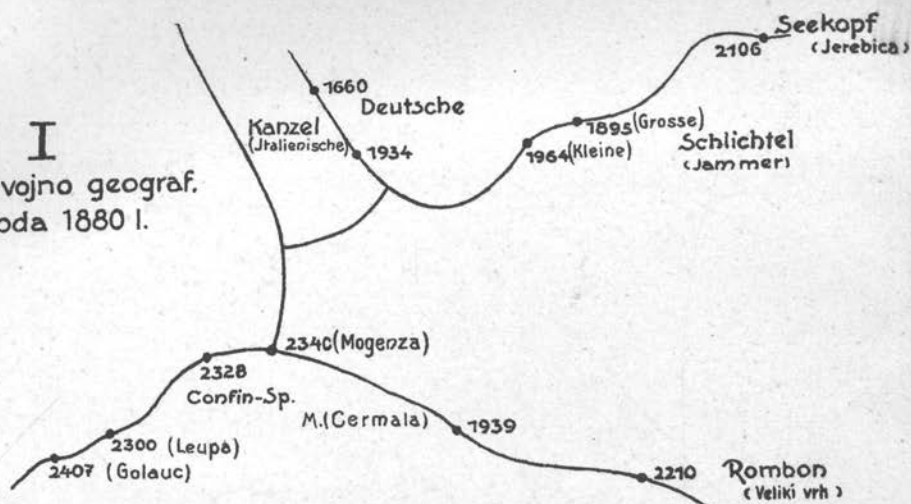 Seekopf
2106
(Jerebica)
1660
Deutsche
Kanzel
(Italienische)
1934
I
1895 (Grosse)
1964 (Kleine)
Schlichtel
(Jammer)
vojno geograf.
oda 1880 l.
2340 (Mogenza)
2328
Confin-Sp.
M.(Cermala)
1939
2300 (Leupa)
2407 (Golauc)
2210
Rombon
(Veliki vrh)